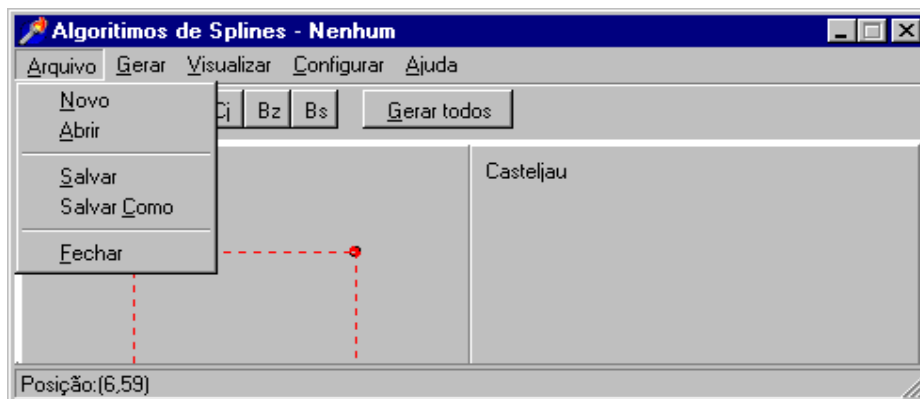 Algoritimos de Splines - Nenhum
Arquivo Gerar Visualizar Configurar Ajuda
Novo
Abrir
Salvar
Salvar Como
Fechar
Bz Bs Gerar todos
Casteljau
Posição:(6,59)